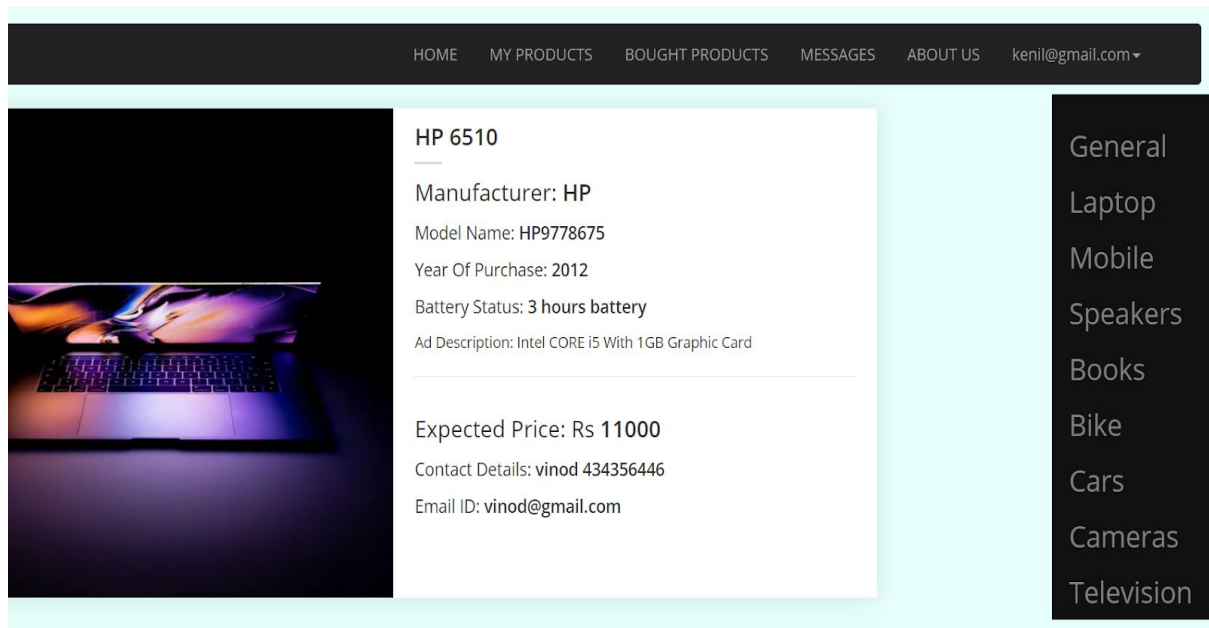 HOME MY PRODUCTS BOUGHT PRODUCTS MESSAGES ABOUT US kenil@gmail.com
HP 6510
Manufacturer: HP
Model Name: HP9778675
Year Of Purchase: 2012
Battery Status: 3 hours battery
Ad Description: Intel CORE i5 With 1GB Graphic Card
Expected Price: Rs 11000
Contact Details: vinod 434356446
Email ID: vinod@gmail.com
General
Laptop
Mobile
Speakers
Books
Bike
Cars
Cameras
Television